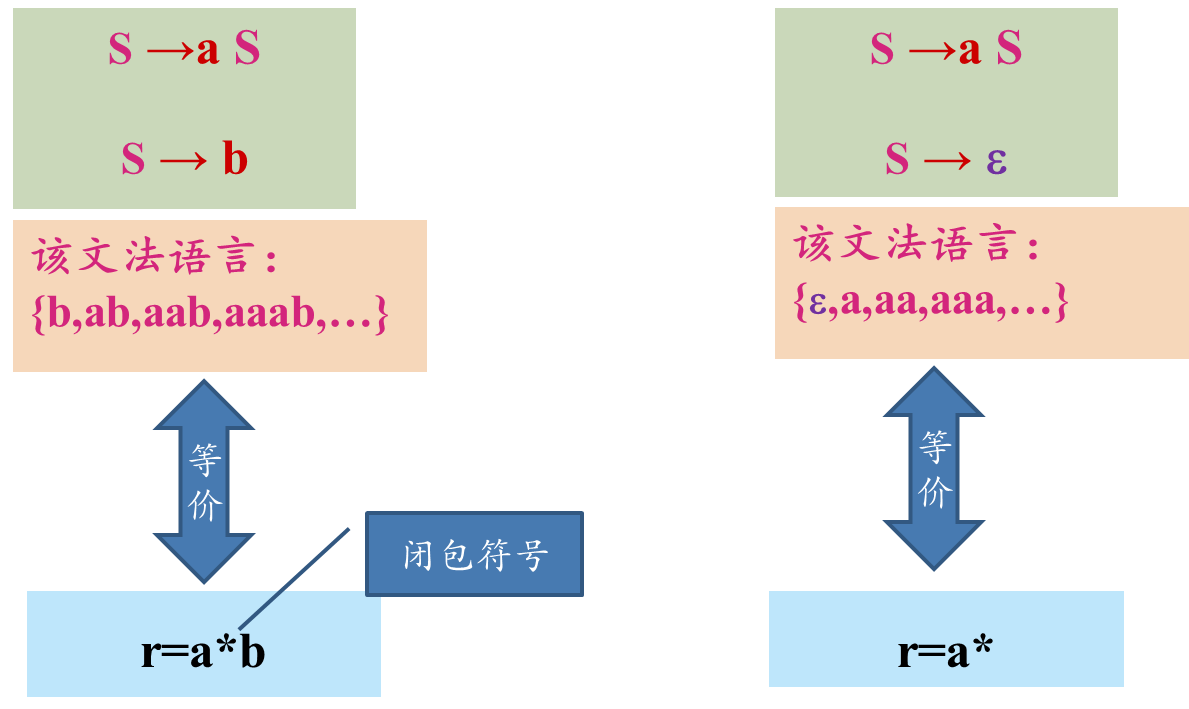 S →a S
S → b
该文法语言：
{b,ab,aab,aaab,…}
等
价
闭包符号
r=a*b
S →a S
S → ε
该文法语言：
{ε,a,aa,aaa,…}
等
价
r=a*